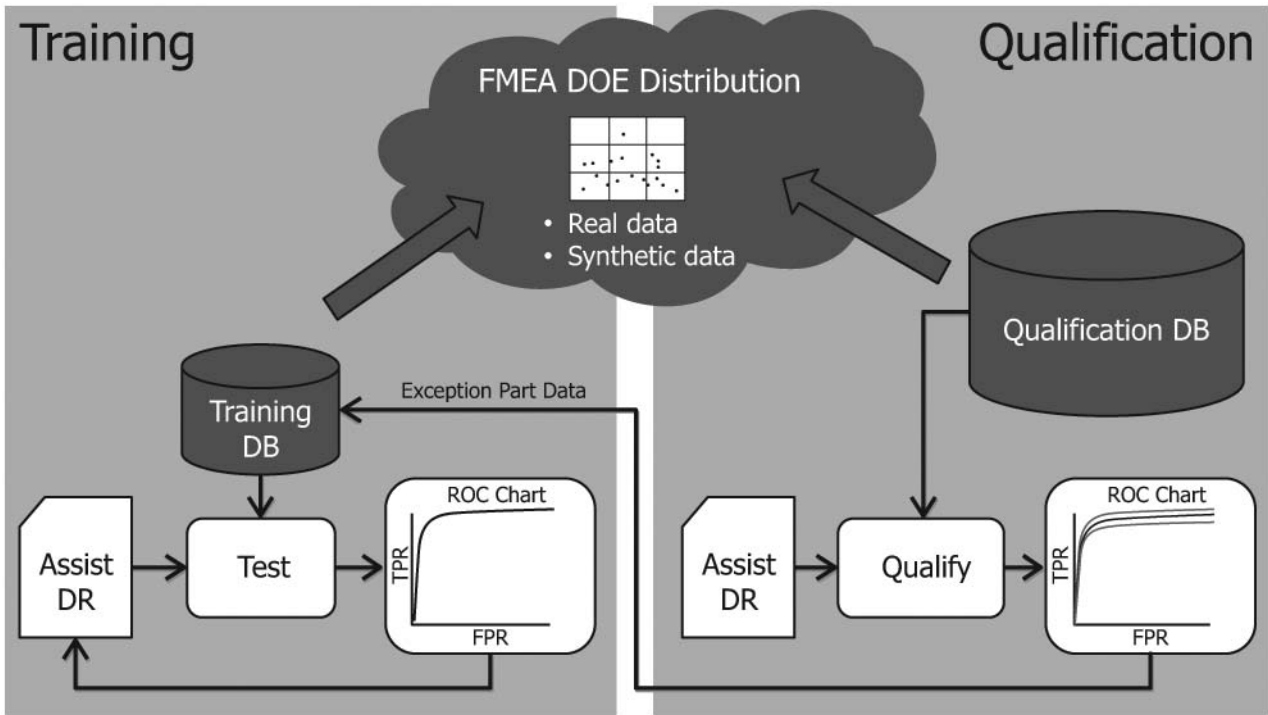 Training
Qualification
FMEA DOE Distribution
• Real data
• Synthetic data
Qualification DB
Exception Part Data
Training
DB
ROC Chart
TPR
FPR
Assist
DR
Test
ROC Chart
TPR
FPR
Assist
DR
Qualify